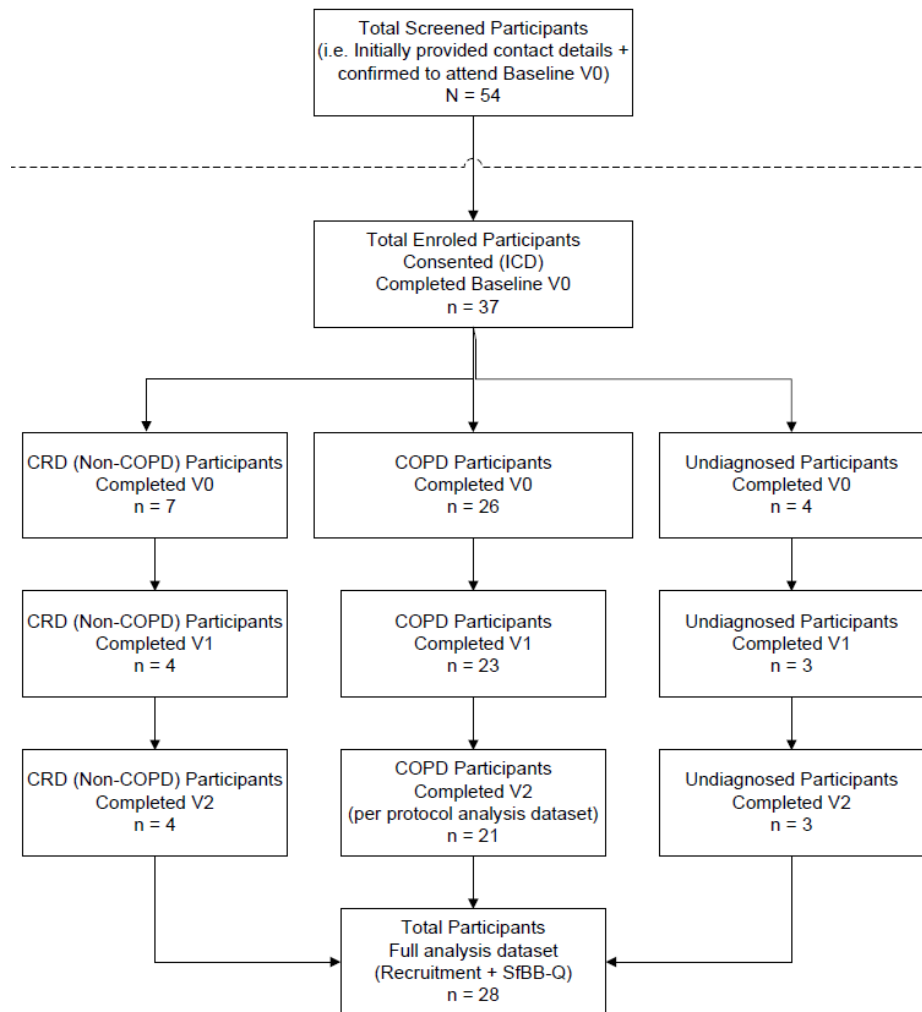 Total Screened Participants
(i.e. Initially provided contact details +
confirmed to attend Baseline V0)
N = 54
Total Enroled Participants
Consented (ICD)
Completed Baseline V0
n = 37
CRD (Non-COPD) Participants
Completed V0
n = 7
COPD Participants
Completed V0
n = 26
Undiagnosed Participants
Completed V0
n = 4
CRD (Non-COPD) Participants
Completed V1
n = 4
COPD Participants
Completed V1
n = 23
Undiagnosed Participants
Completed V1
n = 3
CRD (Non-COPD) Participants
Completed V2
n = 4
COPD Participants
Completed V2
(per protocol analysis dataset)
n = 21
Undiagnosed Participants
Completed V2
n = 3
Total Participants
Full analysis dataset
(Recruitment + SfBB-Q)
n = 28